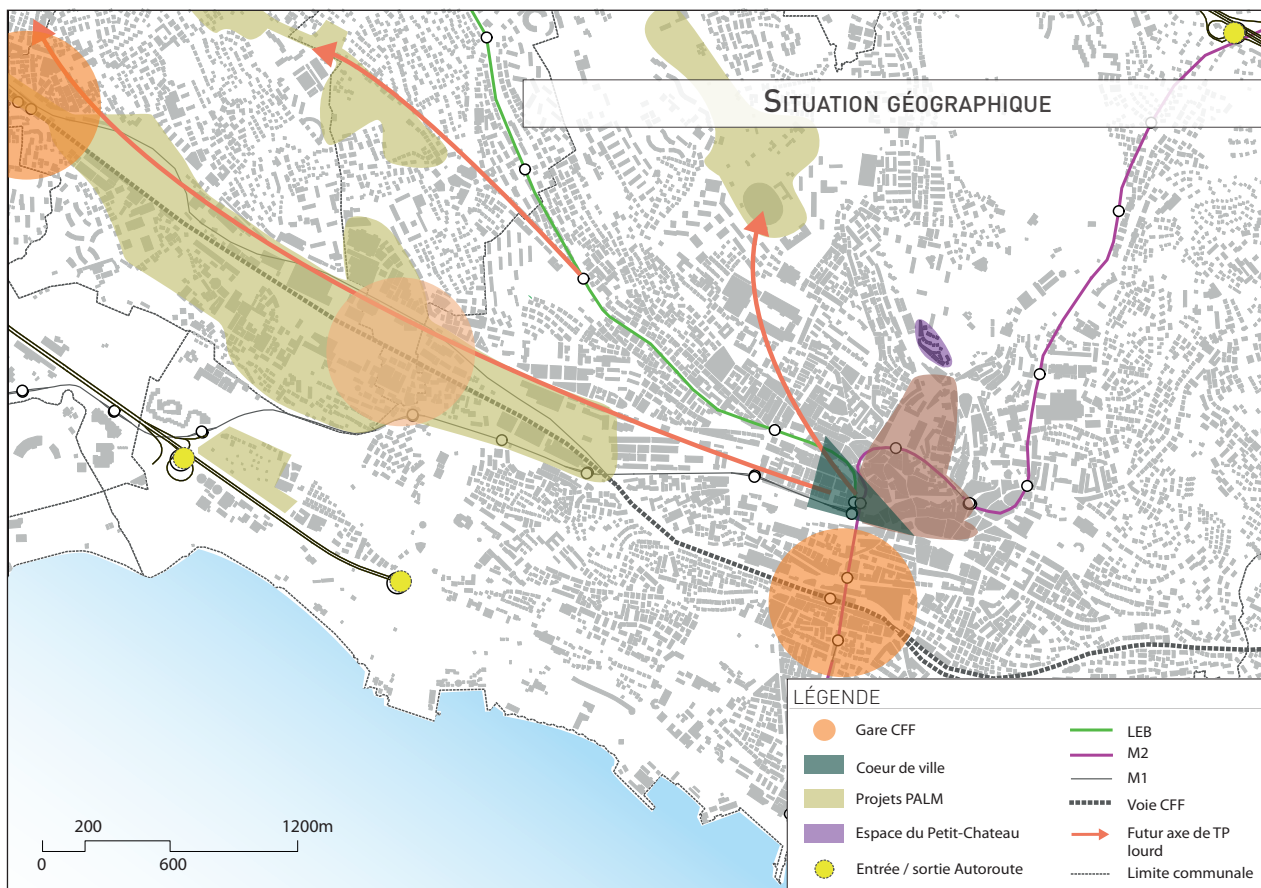 SITUATION GÉOGRAPHIQUE
LÉGENDE
Gare CFF
Coeur de ville
Projets PALM
Espace du Petit-Chateau
Entrée / sortie Autoroute
LEB
M2
M1
Voie CFF
Futur axe de TP
lourd
Limite communale
200 1200m
0 600